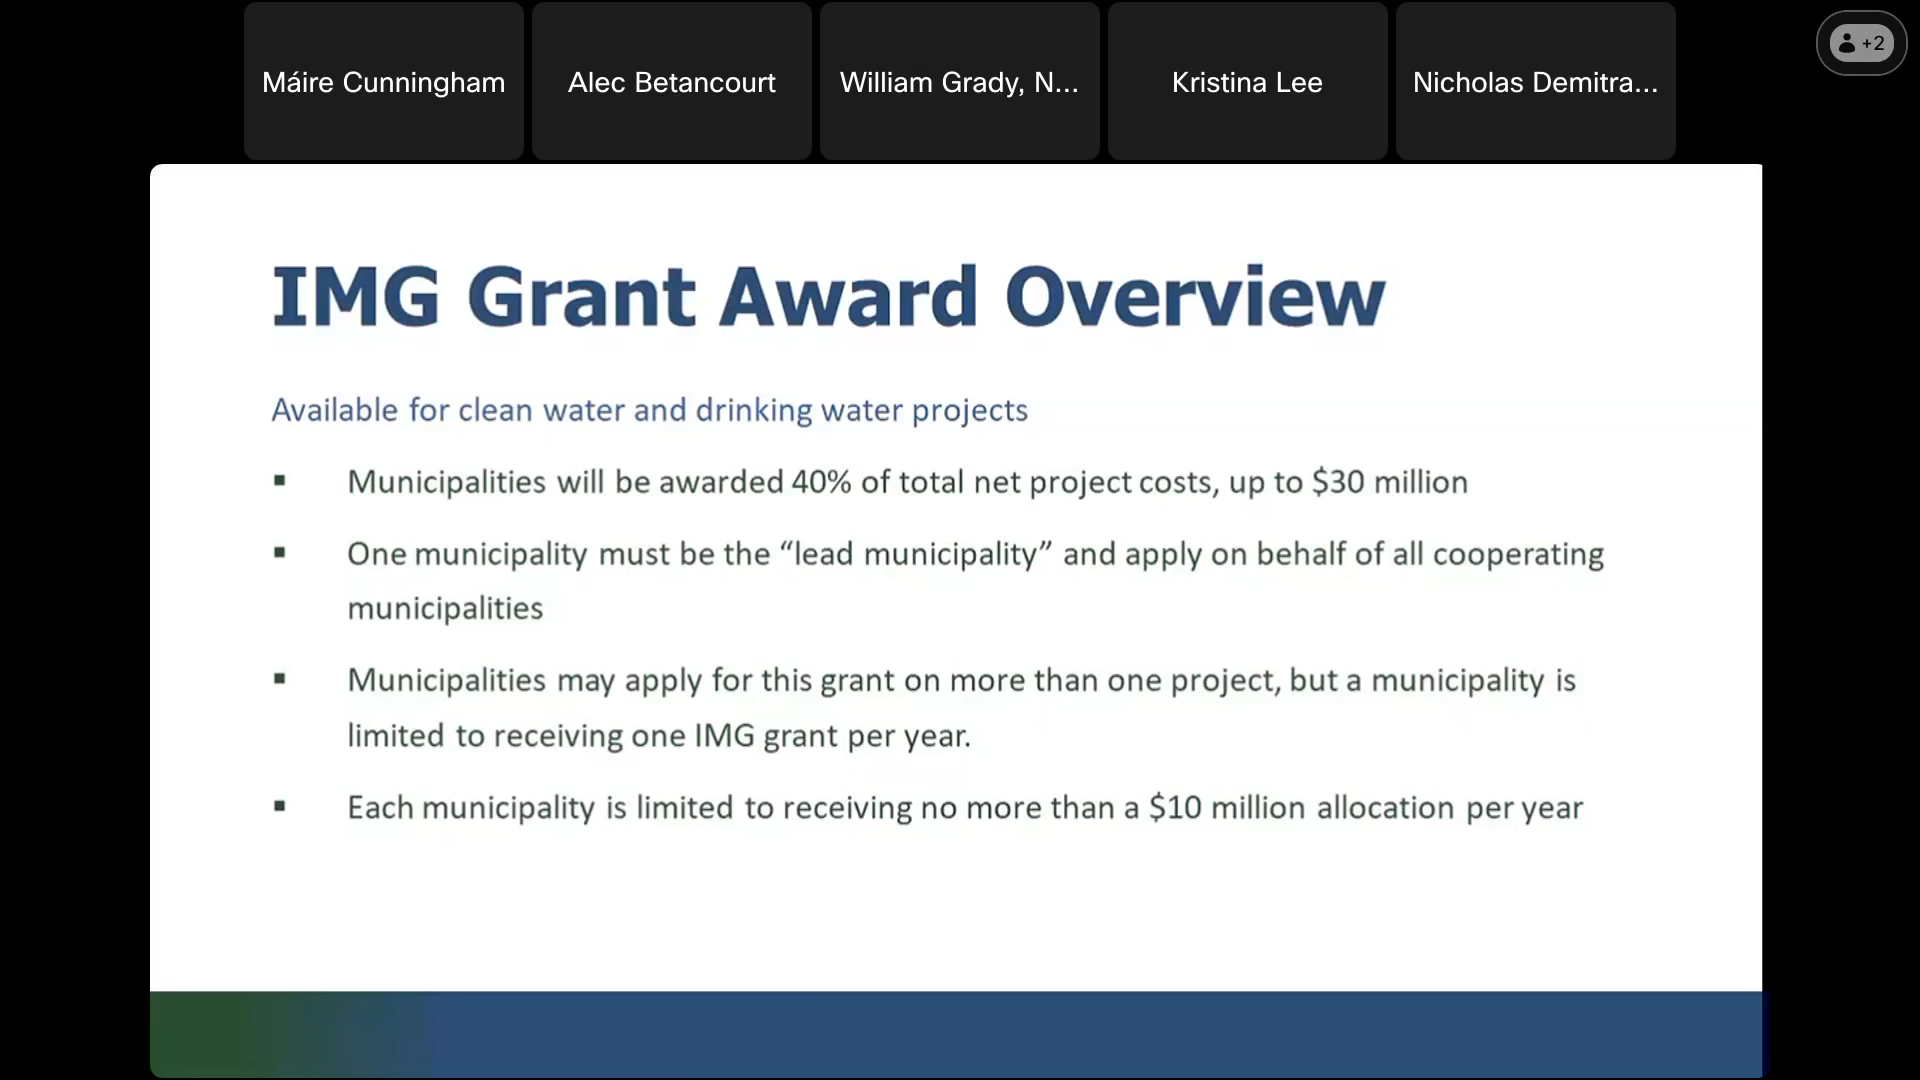 Máire Cunningham
Alec Betancourt
William Grady, N...
Kristina Lee
Nicholas Demitra...
+2
IMG Grant Award Overview
Available for clean water and drinking water projects
▪ Municipalities will be awarded 40% of total net project costs, up to $30 million
▪ One municipality must be the “lead municipality” and apply on behalf of all cooperating
municipalities
▪ Municipalities may apply for this grant on more than one project, but a municipality is
limited to receiving one IMG grant per year.
▪ Each municipality is limited to receiving no more than a $10 million allocation per year